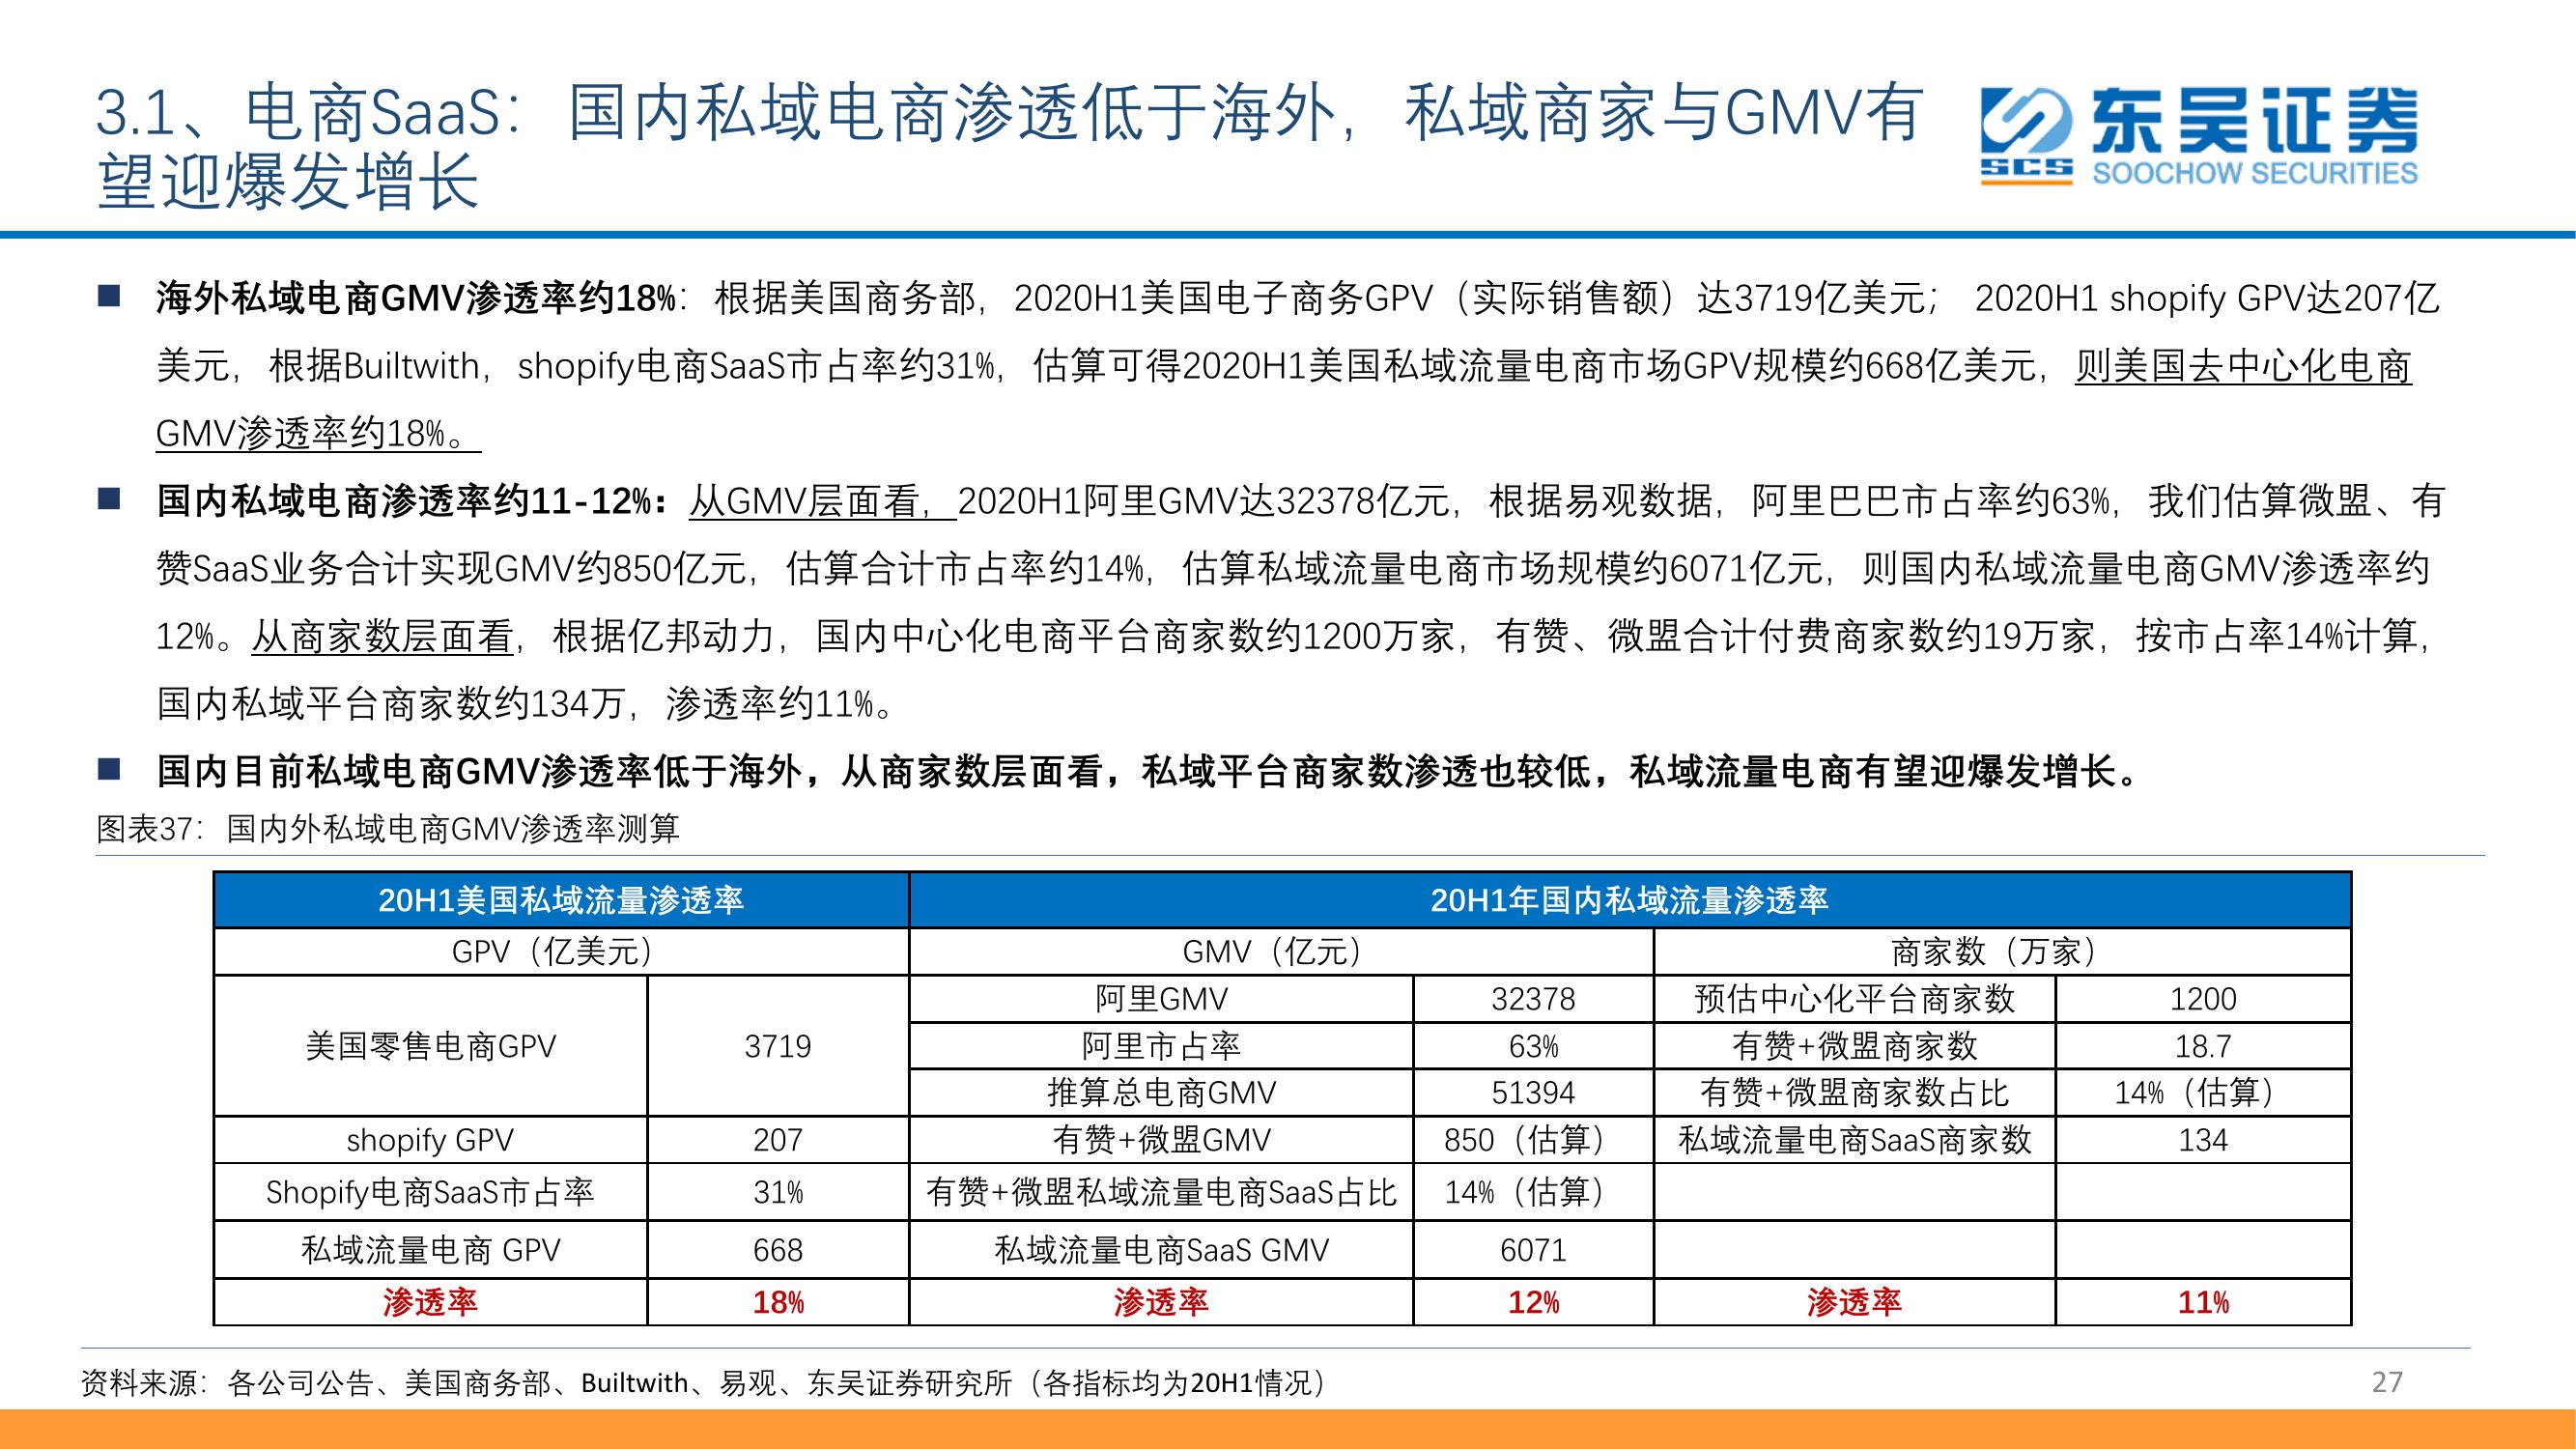 3.1、电商SaaS：国内私域电商渗透低于海外，私域商家与GMV有
望迎爆发增长
东吴证券
SCS
SOOCHOW SECURITIES
■ 海外私域电商GMV渗透率约18%：根据美国商务部，2020H1美国电子商务GPV（实际销售额）达3719亿美元； 2020H1 shopify GPV达207亿
美元，根据Builtwith，shopify电商SaaS市占率约31%，估算可得2020H1美国私域流量电商市场GPV规模约668亿美元，则美国去中心化电商
GMV渗透率约18%。
■ 国内私域电商渗透率约11-12%：从GMV层面看，2020H1阿里GMV达32378亿元，根据易观数据，阿里巴巴市占率约63%，我们估算微盟、有
赞SaaS业务合计实现GMV约850亿元，估算合计市占率约14%，估算私域流量电商市场规模约6071亿元，则国内私域流量电商GMV渗透率约
12%。从商家数层面看，根据亿邦动力，国内中心化电商平台商家数约1200万家，有赞、微盟合计付费商家数约19万家，按市占率14%计算，
国内私域平台商家数约134万，渗透率约11%。
■ 国内目前私域电商GMV渗透率低于海外，从商家数层面看，私域平台商家数渗透也较低，私域流量电商有望迎爆发增长。
图表37：国内外私域电商GMV渗透率测算
20H1美国私域流量渗透率 20H1年国内私域流量渗透率
GPV（亿美元） GMV（亿元） 商家数（万家）
阿里GMV 32378 预估中心化平台商家数 1200
美国零售电商GPV 3719 阿里市占率 63% 有赞+微盟商家数 18.7
推算总电商GMV 51394 有赞+微盟商家数占比 14%（估算）
shopify GPV 207 有赞+微盟GMV 850（估算） 私域流量电商SaaS商家数 134
Shopify电商SaaS市占率 31% 有赞+微盟私域流量电商SaaS占比 14%（估算）
私域流量电商 GPV 668 私域流量电商SaaS GMV 6071
渗透率 18% 渗透率 12% 渗透率 11%
资料来源：各公司公告、美国商务部、Builtwith、易观、东吴证券研究所（各指标均为20H1情况）
27